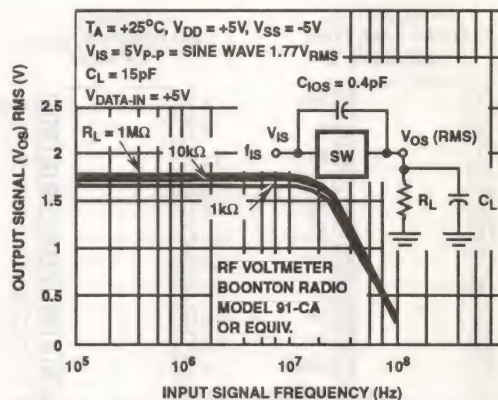 T_A = +25°C, V_DD = +5V, V_SS = -5V
V_IS = 5V_P-P = SINE WAVE 1.77V_RMS
C_L = 15pF
V_DATA-IN = +5V
C_IOS = 0.4pF
R_L = 1MΩ
10kΩ
1kΩ
V_IS
f_IS
SW
V_OS (RMS)
R_L
C_L
RF VOLTMETER
BOONTON RADIO
MODEL 91-CA
OR EQUIV.
OUTPUT SIGNAL (V_OS) RMS (V)
2.5
2
1.5
1
0.5
0
10^5
10^6
10^7
10^8
INPUT SIGNAL FREQUENCY (Hz)